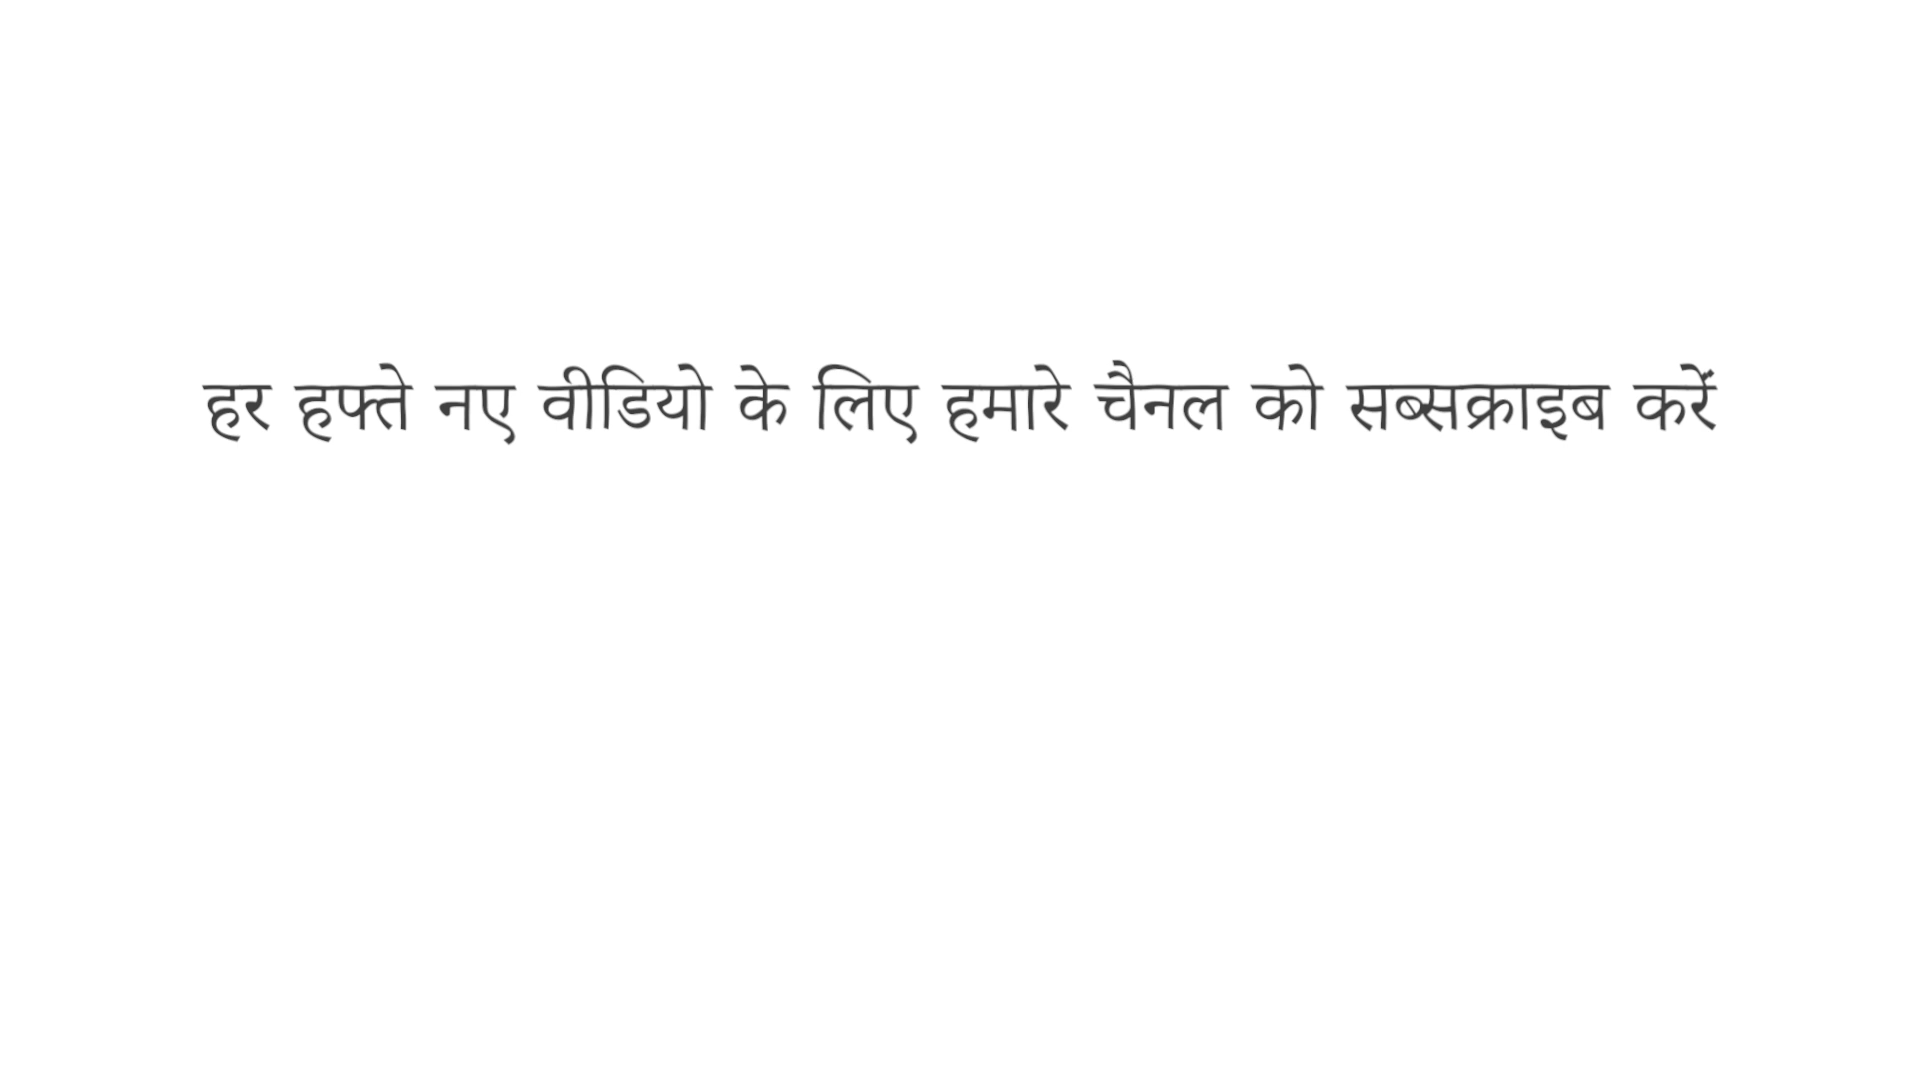 हर हफ्ते नए वीडियो के लिए हमारे चैनल को सब्सक्राइब करें